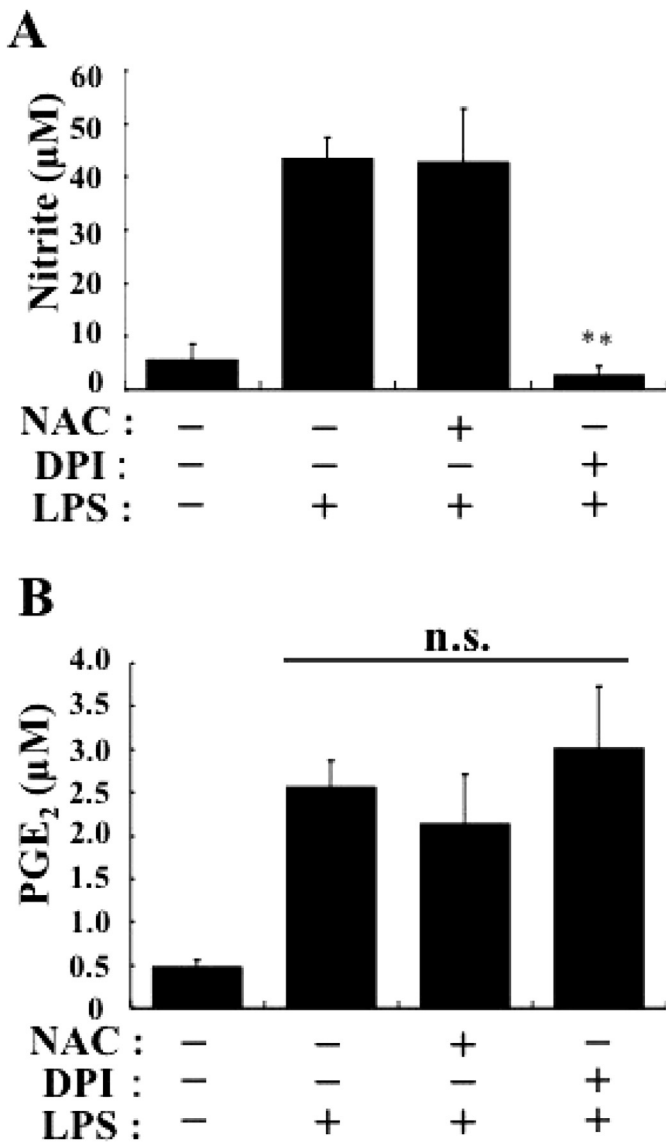 A
Nitrite (µM)
60
50
40
30
20
10
0
**
NAC : − − + −
DPI : − − − +
LPS : − + + +
B
n.s.
PGE₂ (µM)
4.0
3.5
3.0
2.5
2.0
1.5
1.0
0.5
0
NAC : − − + −
DPI : − − − +
LPS : − + + +